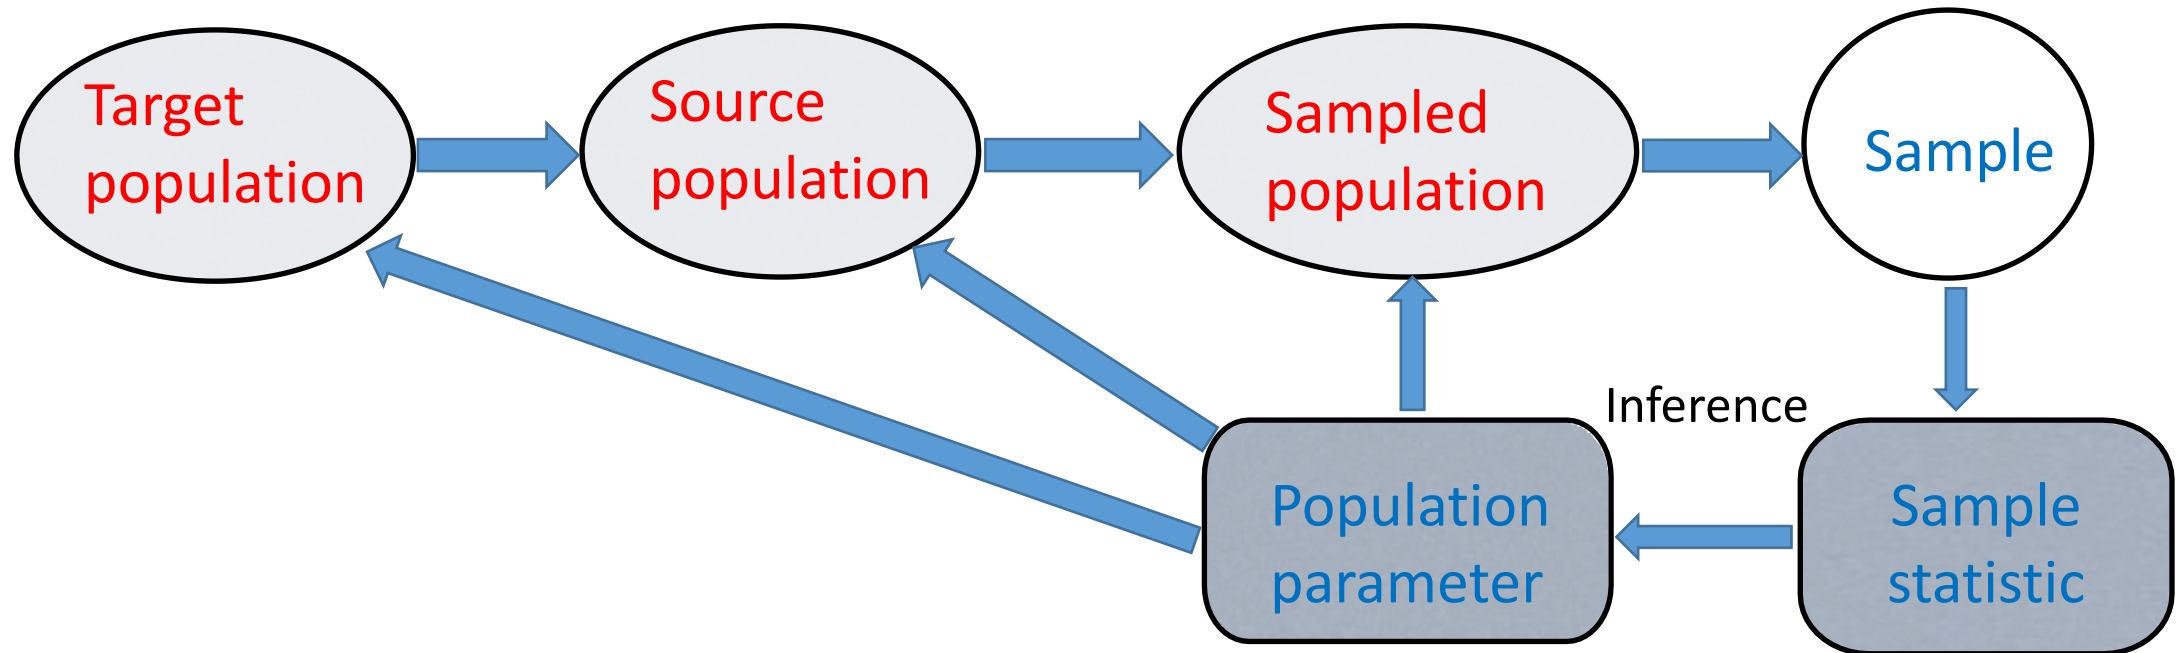 Target
population
Source
population
Sampled
population
Sample
Inference
Population
parameter
Sample
statistic